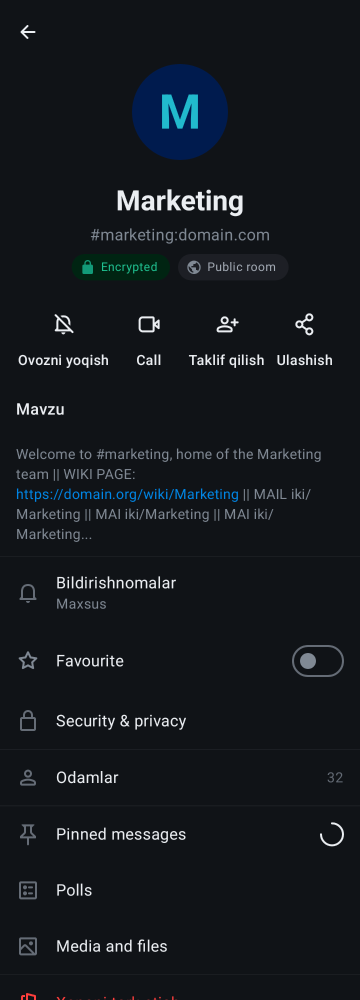 M
Marketing
#marketing:domain.com
Encrypted
Public room
Ovozni yoqish
Call
Taklif qilish
Ulashish
Mavzu
Welcome to #marketing, home of the Marketing
team || WIKI PAGE:
https://domain.org/wiki/Marketing || MAIL iki/
Marketing || MAI iki/Marketing || MAI iki/
Marketing...
Bildirishnomalar
Maxsus
Favourite
Security & privacy
Odamlar
32
Pinned messages
Polls
Media and files